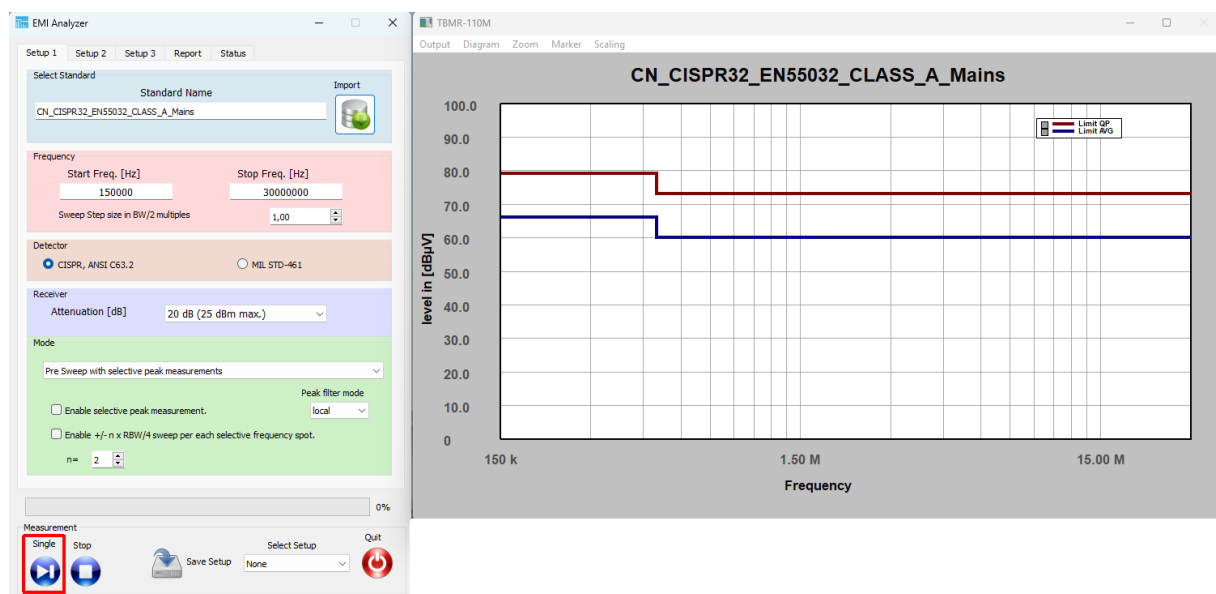 EMI Analyzer
Setup 1 Setup 2 Setup 3 Report Status
Select Standard
Standard Name
Import
CN_CISPR32_EN55032_CLASS_A_Mains
Frequency
Start Freq. [Hz] Stop Freq. [Hz]
150000 30000000
Sweep Step size in BW/2 multiples 1,00
Detector
CISPR, ANSI C63.2 MIL STD-461
Receiver
Attenuation [dB] 20 dB (25 dBm max.)
Mode
Pre Sweep with selective peak measurements
Peak filter mode
Enable selective peak measurement. local
Enable +/- n x RBW/4 sweep per each selective frequency spot.
n= 2
0%
Measurement
Single Stop Select Setup Quit
Save Setup None
TBMR-110M
Output Diagram Zoom Marker Scaling
CN_CISPR32_EN55032_CLASS_A_Mains
Limit QP
Limit AVG
level in [dBµV]
100.0
90.0
80.0
70.0
60.0
50.0
40.0
30.0
20.0
10.0
0
150 k 1.50 M 15.00 M
Frequency